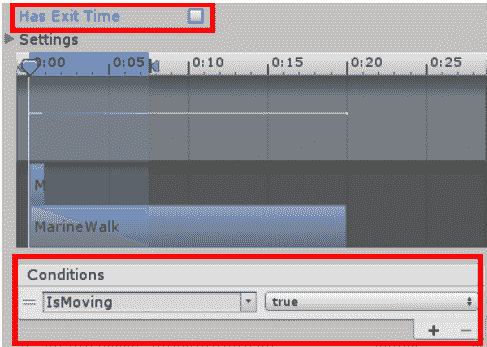 Has Exit Time
Settings
0:00 0:05 0:10 0:15 0:20 0:25
M
MarineWalk
Conditions
IsMoving true
+ −